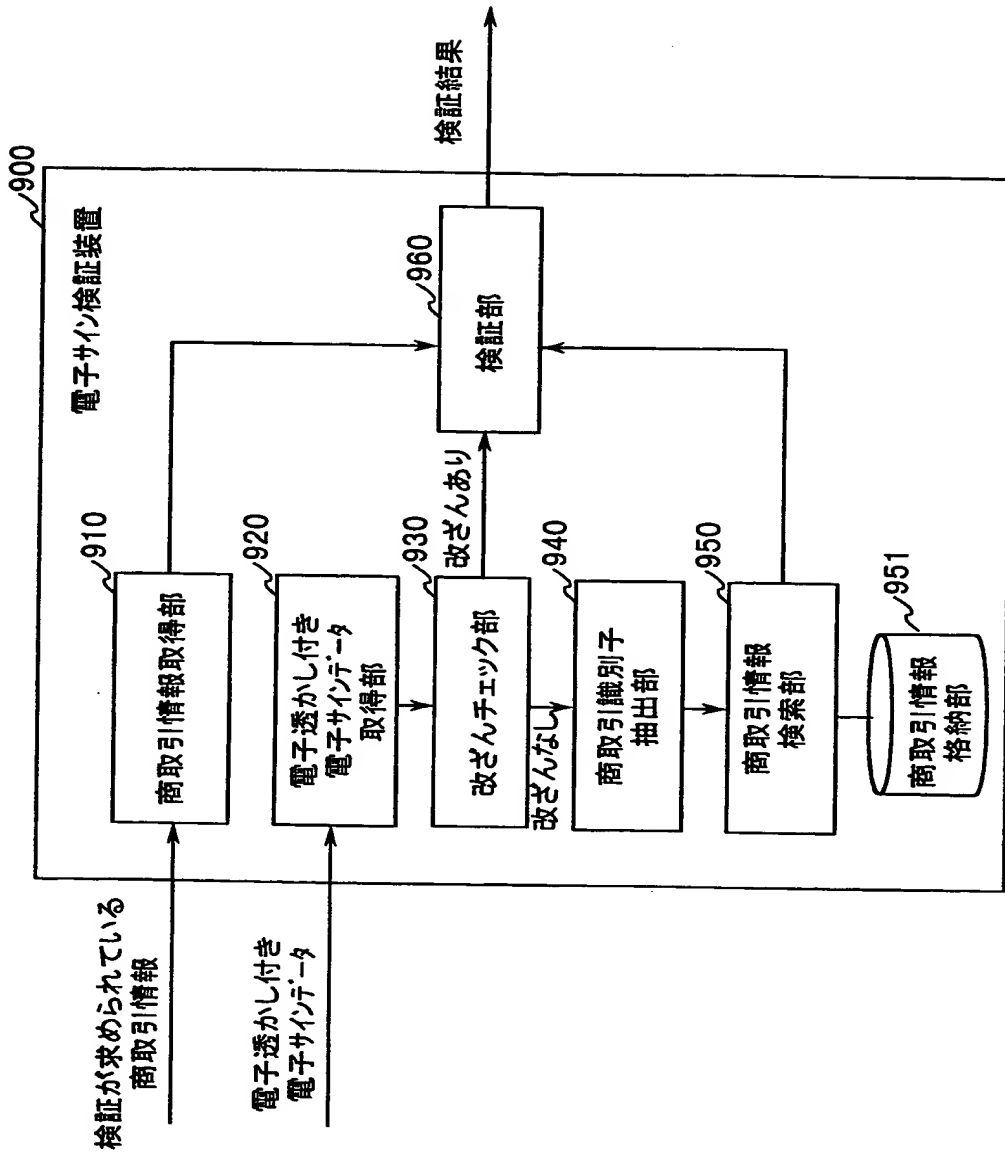 900
電子サイン検証装置
検証が求められている
商取引情報
910
商取引情報取得部
電子透かし付き
電子サインデータ
920
電子透かし付き
電子サインデータ
取得部
930
改ざんチェック部
改ざんあり
改ざんなし
940
商取引識別子
抽出部
950
商取引情報
検索部
951
商取引情報
格納部
960
検証部
検証結果